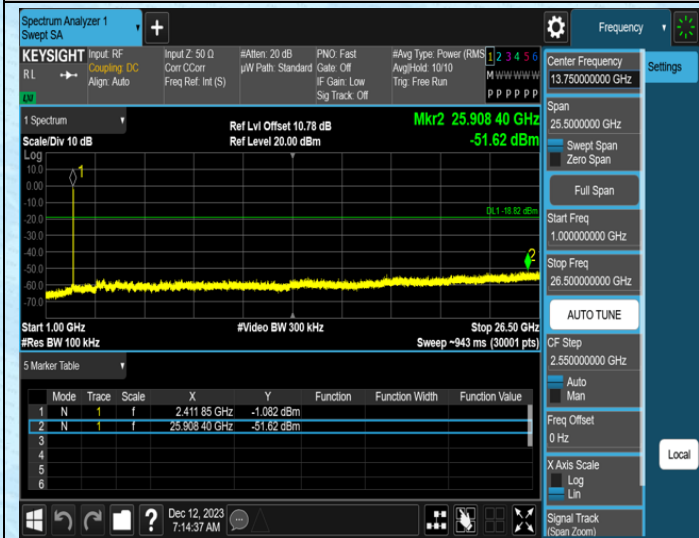 Spectrum Analyzer 1
Swept SA
+
Frequency
KEYSIGHT
RL
LXI
Input: RF
Coupling: DC
Align: Auto
Input Z: 50 Ω
Corr CCorr
Freq Ref: Int (S)
#Atten: 20 dB
µW Path: Standard
PNO: Fast
Gate: Off
IF Gain: Low
Sig Track: Off
#Avg Type: Power (RMS
Avg|Hold: 10/10
Trig: Free Run
1 2 3 4 5 6
M W W W W W
P P P P P P
1 Spectrum
Scale/Div 10 dB
Ref Lvl Offset 10.78 dB
Ref Level 20.00 dBm
Mkr2 25.908 40 GHz
-51.62 dBm
Log
10.0
0.00
-10.0
-20.0
-30.0
-40.0
-50.0
-60.0
-70.0
1
DL1 -18.82 dBm
2
Start 1.00 GHz
#Res BW 100 kHz
#Video BW 300 kHz
Stop 26.50 GHz
Sweep ~943 ms (30001 pts)
5 Marker Table
Mode Trace Scale X Y Function Function Width Function Value
1 N 1 f 2.411 85 GHz -1.082 dBm
2 N 1 f 25.908 40 GHz -51.62 dBm
3
4
5
6
?
Dec 12, 2023
7:14:37 AM
Center Frequency
13.750000000 GHz
Settings
Span
25.5000000 GHz
Swept Span
Zero Span
Full Span
Start Freq
1.000000000 GHz
Stop Freq
26.500000000 GHz
AUTO TUNE
CF Step
2.550000000 GHz
Auto
Man
Freq Offset
0 Hz
Local
X Axis Scale
Log
Lin
Signal Track
(Span Zoom)